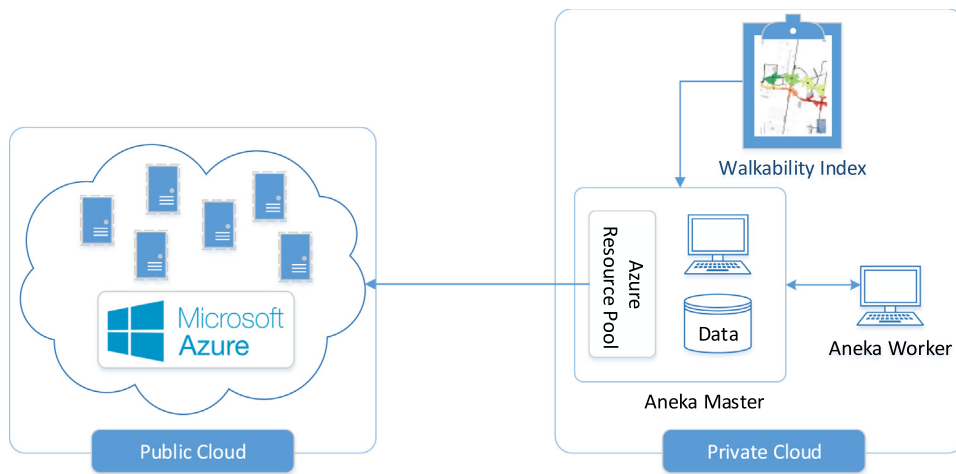 Walkability Index
Microsoft
Azure
Azure
Resource Pool
Data
Aneka Worker
Aneka Master
Public Cloud
Private Cloud